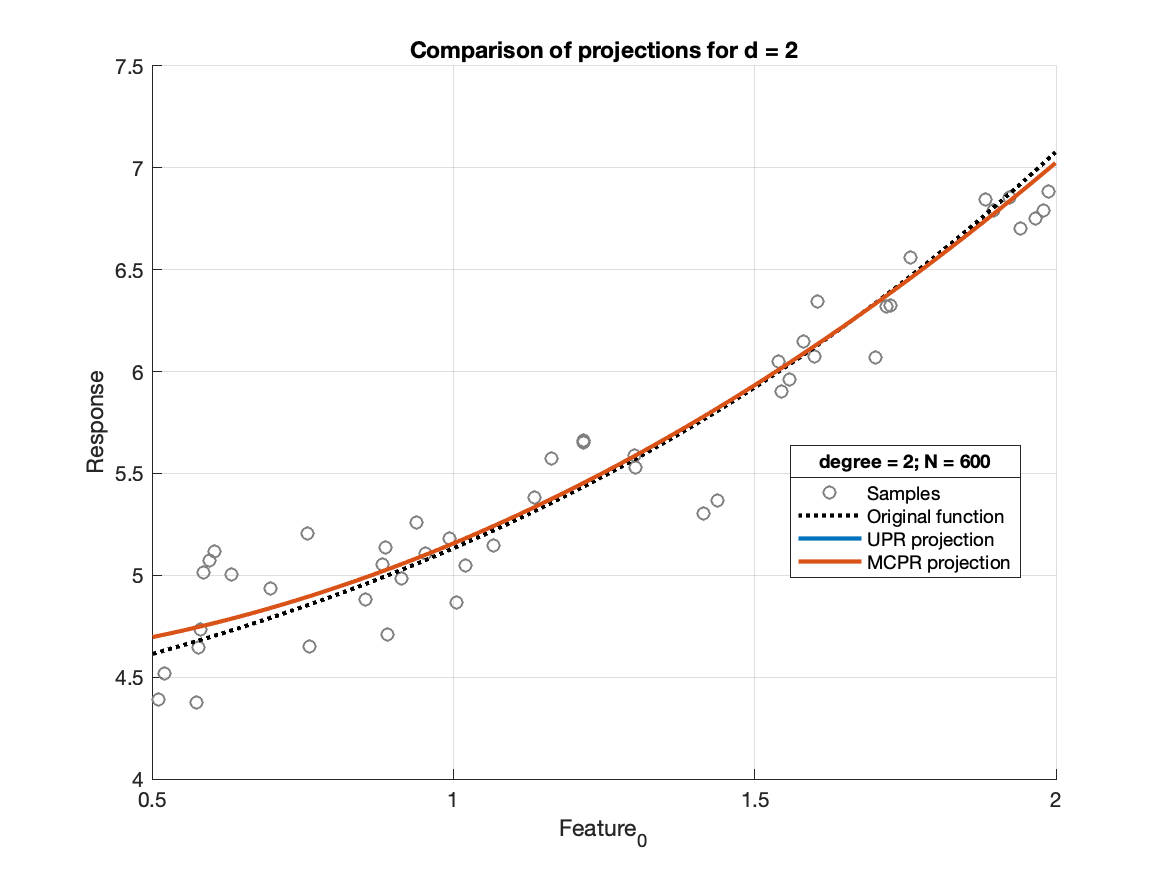 Comparison of projections for d = 2
7.5
7
6.5
6
5.5
5
4.5
4
Response
0.5
1
1.5
2
Feature0
degree = 2; N = 600
Samples
Original function
UPR projection
MCPR projection